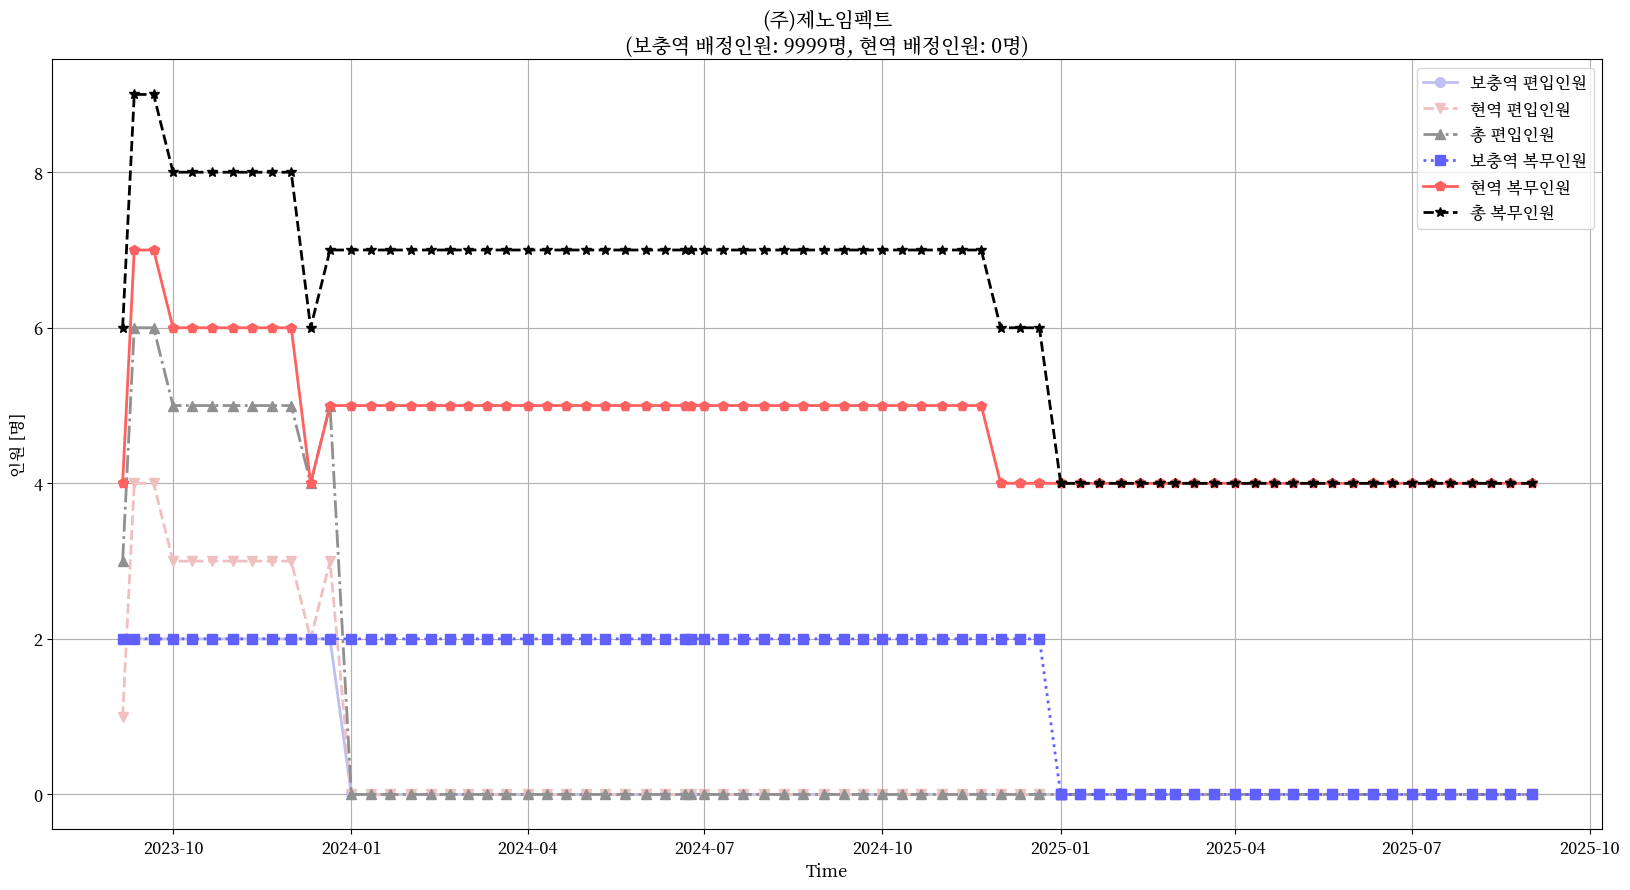 (주)제노임펙트
(보충역 배정인원: 9999명, 현역 배정인원: 0명)
보충역 편입인원
현역 편입인원
총 편입인원
보충역 복무인원
현역 복무인원
총 복무인원
인원 [명]
8
6
4
2
0
2023-10
2024-01
2024-04
2024-07
2024-10
2025-01
2025-04
2025-07
2025-10
Time